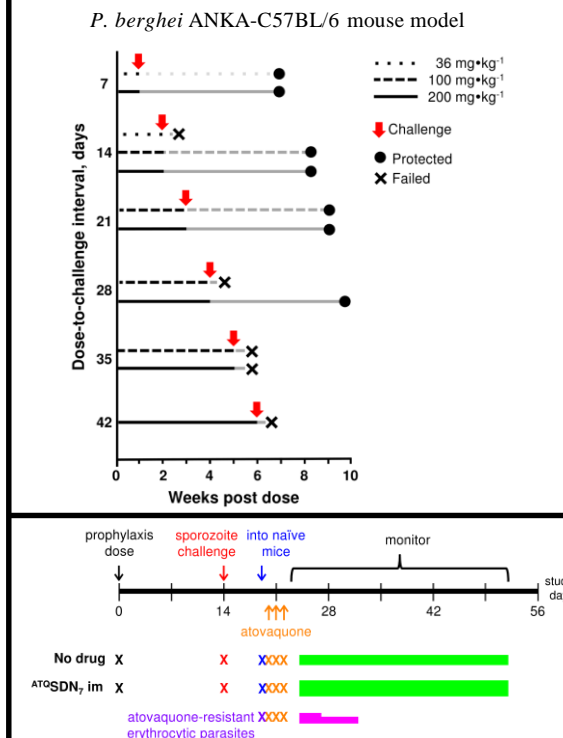 P. berghei ANKA-C57BL/6 mouse model
36 mg•kg⁻¹
100 mg•kg⁻¹
200 mg•kg⁻¹
Challenge
Protected
Failed
Dose-to-challenge interval, days
7
14
21
28
35
42
0 2 4 6 8 10
Weeks post dose
prophylaxis dose
sporozoite challenge
into naïve mice
monitor
0 14 28 42 56
atovaquone
No drug X X XXXX
ᴬᵀQSDN₇ im X X XXXX
atovaquone-resistant XXXX
erythrocytic parasites